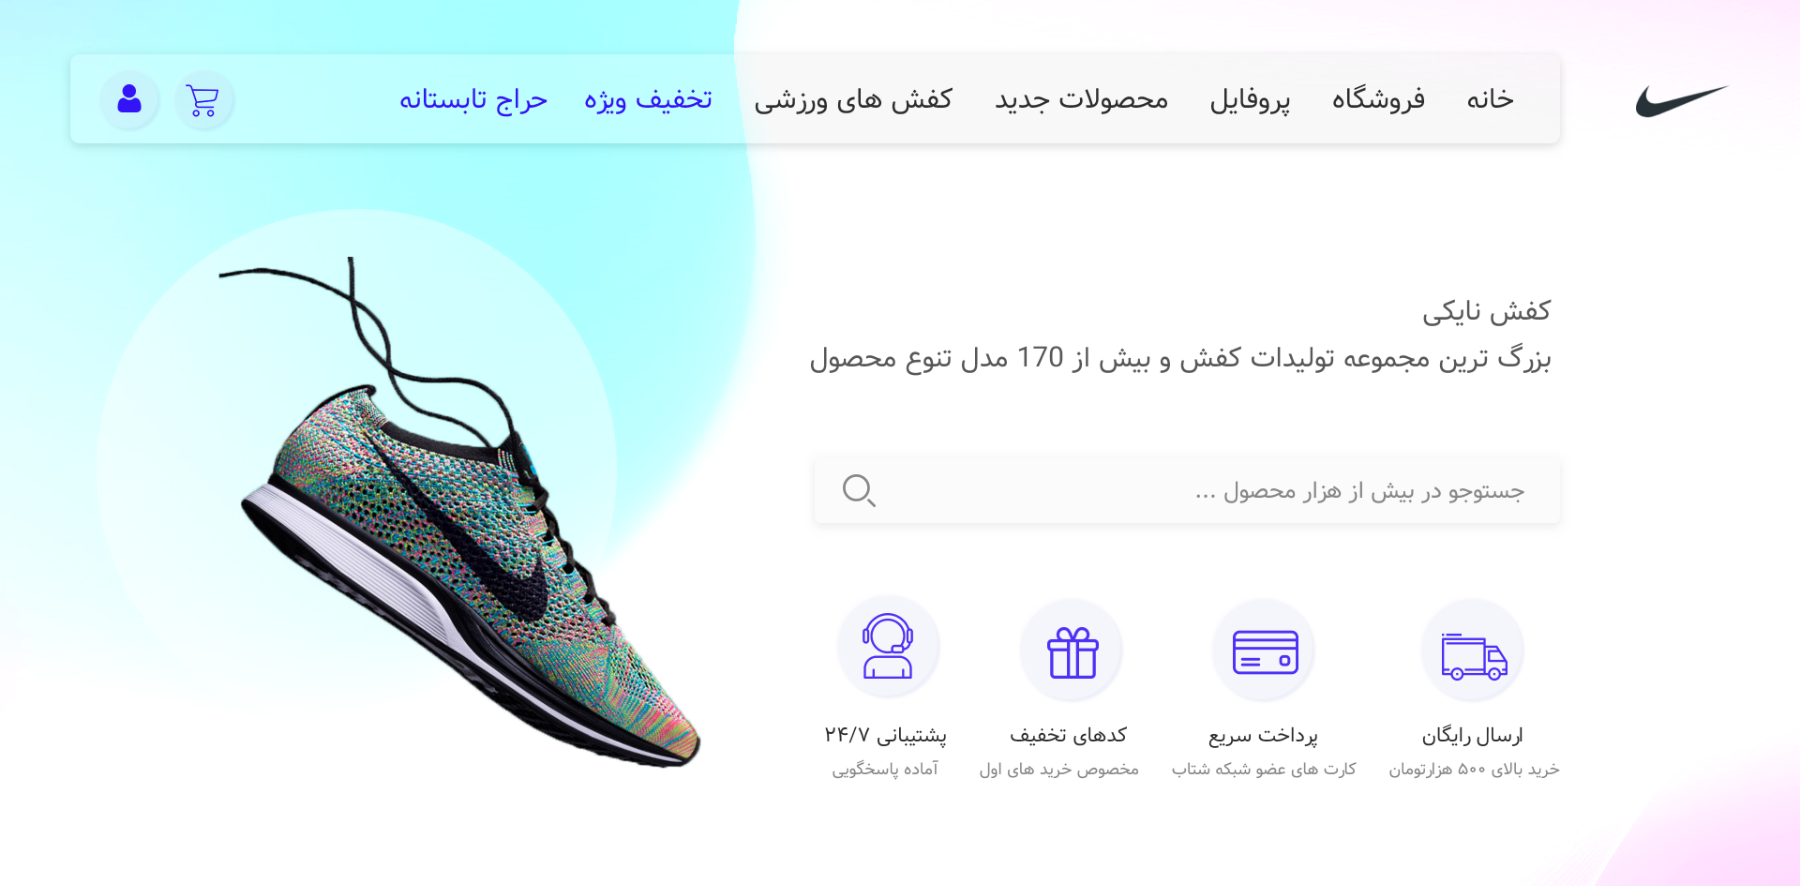 خانه
فروشگاه
پروفایل
محصولات جدید
کفش های ورزشی
تخفیف ویژه
حراج تابستانه
کفش نایکی
بزرگ ترین مجموعه تولیدات کفش و بیش از 170 مدل تنوع محصول
جستوجو در بیش از هزار محصول ...
ارسال رایگان
خرید بالای ۵۰۰ هزارتومان
پرداخت سریع
کارت های عضو شبکه شتاب
کدهای تخفیف
مخصوص خرید های اول
پشتیبانی ۲۴/۷
آماده پاسخگویی